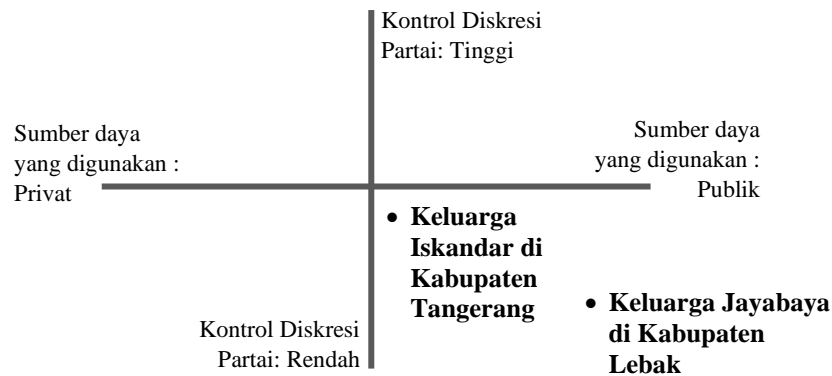 Kontrol Diskresi
Partai: Tinggi
Sumber daya
yang digunakan :
Privat
Sumber daya
yang digunakan :
Publik
• Keluarga
Iskandar di
Kabupaten
Tangerang
• Keluarga Jayabaya
di Kabupaten
Lebak
Kontrol Diskresi
Partai: Rendah